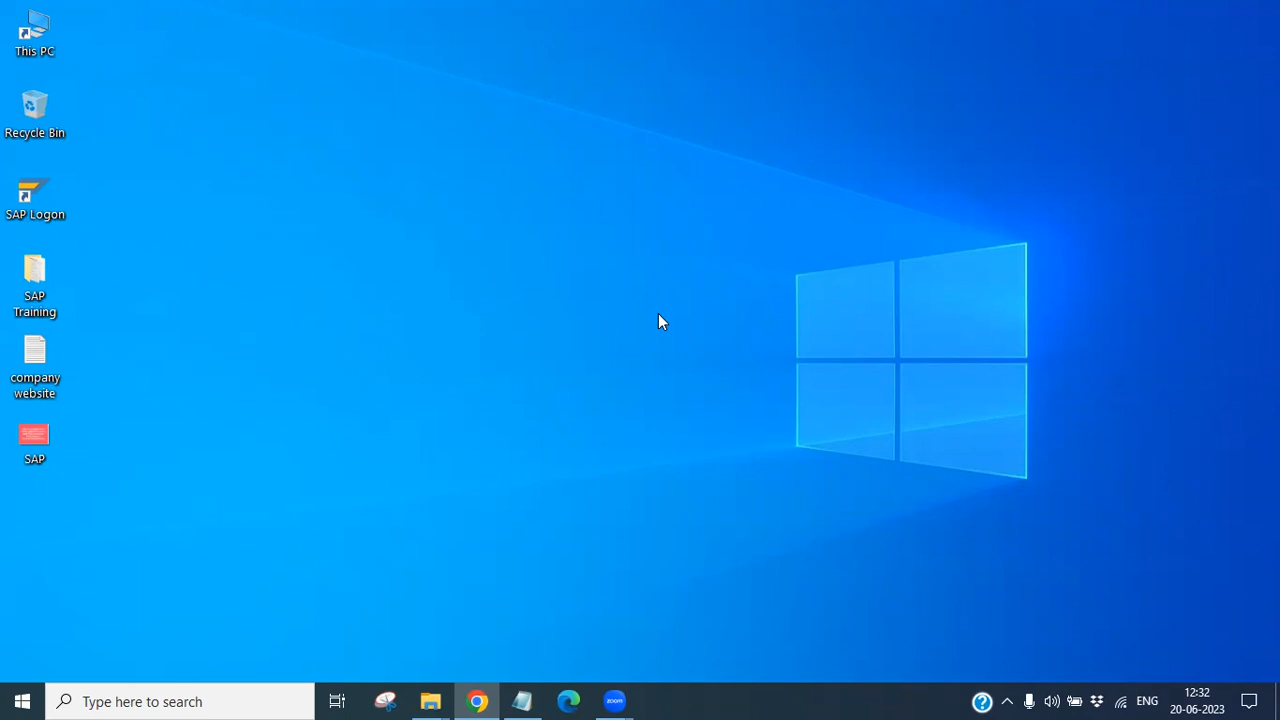 This PC
Recycle Bin
SAP Logon
SAP
Training
company
website
SAP
Type here to search
zoom
ENG
12:32
20-06-2023